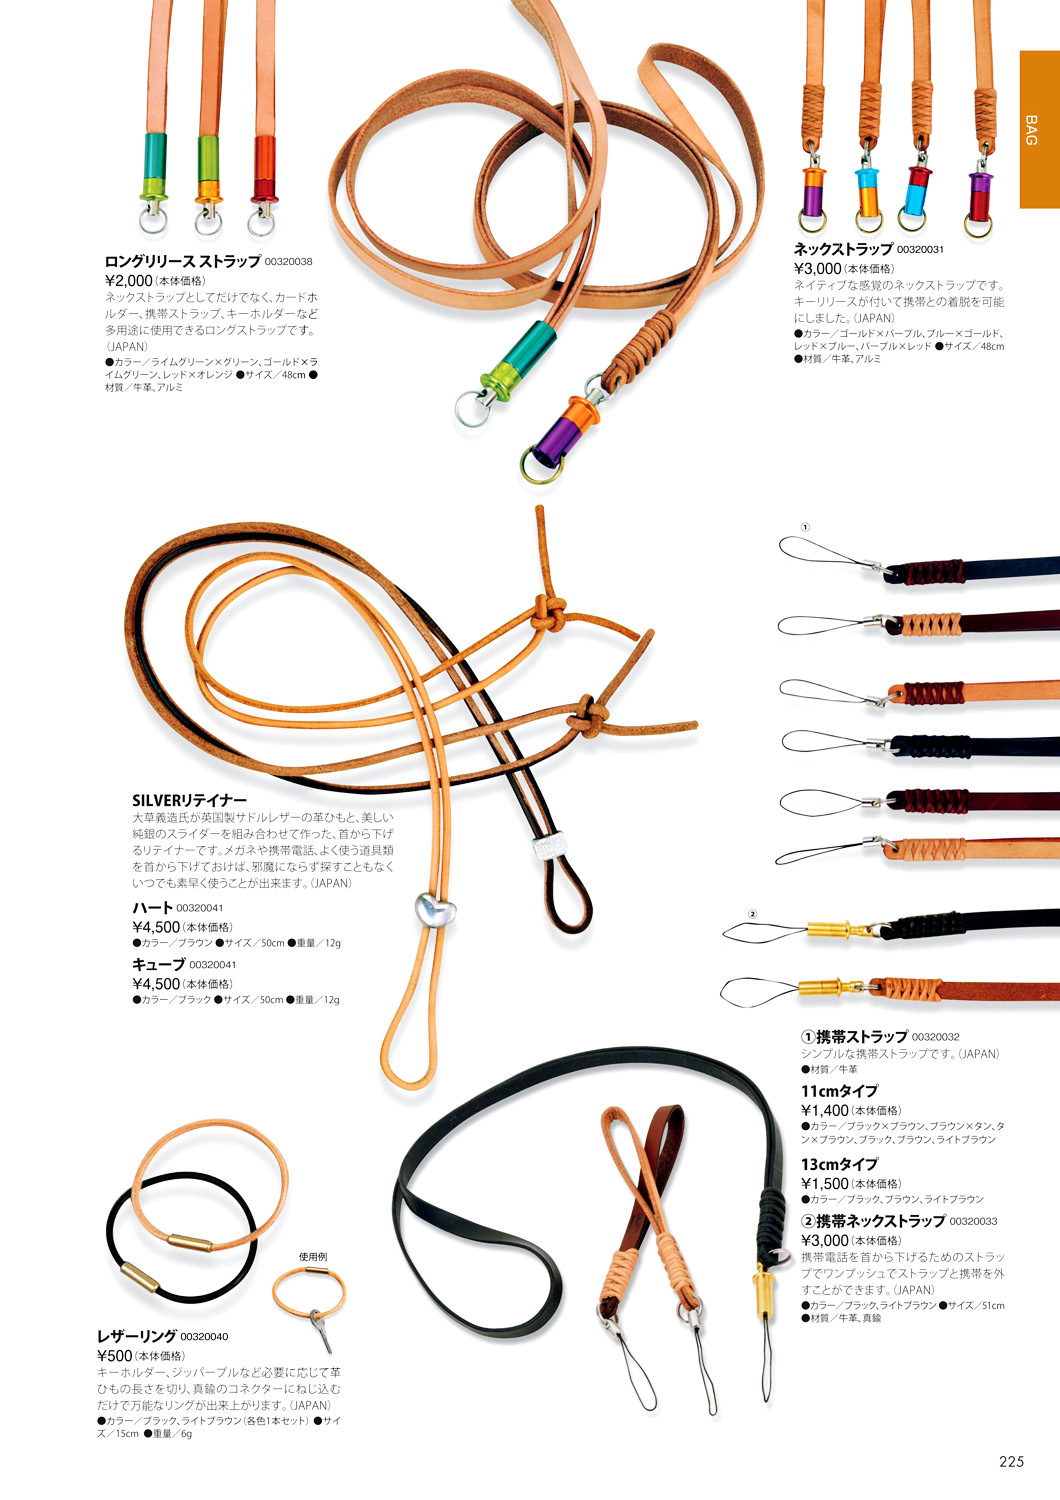 BAG
ロングリリース ストラップ 00320038
¥2,000（本体価格）
ネックストラップとしてだけでなく、カードホ
ルダー、携帯ストラップ、キーホルダーなど
多用途に使用できるロングストラップです。
（JAPAN）
●カラー／ライムグリーン×グリーン、ゴールド×ラ
イムグリーン、レッド×オレンジ ●サイズ／48cm ●
材質／牛革、アルミ
ネックストラップ 00320031
¥3,000（本体価格）
ネイティブな感覚のネックストラップです。
キーリリースが付いて携帯との着脱を可能
にしました。（JAPAN）
●カラー／ゴールド×パープル、ブルー×ゴールド、
レッド×ブルー、パープル×レッド ●サイズ／48cm
●材質／牛革、アルミ
①
SILVERリテイナー
大草義造氏が英国製サドルレザーの革ひもと、美しい
純銀のスライダーを組み合わせて作った、首から下げ
るリテイナーです。メガネや携帯電話、よく使う道具類
を首から下げておけば、邪魔にならず探すこともなく
いつでも素早く使うことが出来ます。（JAPAN）
ハート 00320041
¥4,500（本体価格）
●カラー／ブラウン ●サイズ／50cm ●重量／12g
キューブ 00320041
¥4,500（本体価格）
●カラー／ブラック ●サイズ／50cm ●重量／12g
②
①携帯ストラップ 00320032
シンプルな携帯ストラップです。（JAPAN）
●材質／牛革
11cmタイプ
¥1,400（本体価格）
●カラー／ブラック×ブラウン、ブラウン×タン、タ
ン×ブラウン、ブラック、ブラウン、ライトブラウン
13cmタイプ
¥1,500（本体価格）
●カラー／ブラック、ブラウン、ライトブラウン
②携帯ネックストラップ 00320033
¥3,000（本体価格）
携帯電話を首から下げるためのストラッ
プでワンプッシュでストラップと携帯を外
すことができます。（JAPAN）
●カラー／ブラック、ライトブラウン ●サイズ／51cm
●材質／牛革、真鍮
使用例
レザーリング 00320040
¥500（本体価格）
キーホルダー、ジッパープルなど必要に応じて革
ひもの長さを切り、真鍮のコネクターにねじ込む
だけで万能なリングが出来上がります。（JAPAN）
●カラー／ブラック、ライトブラウン（各色1本セット） ●サイ
ズ／15cm ●重量／6g
225